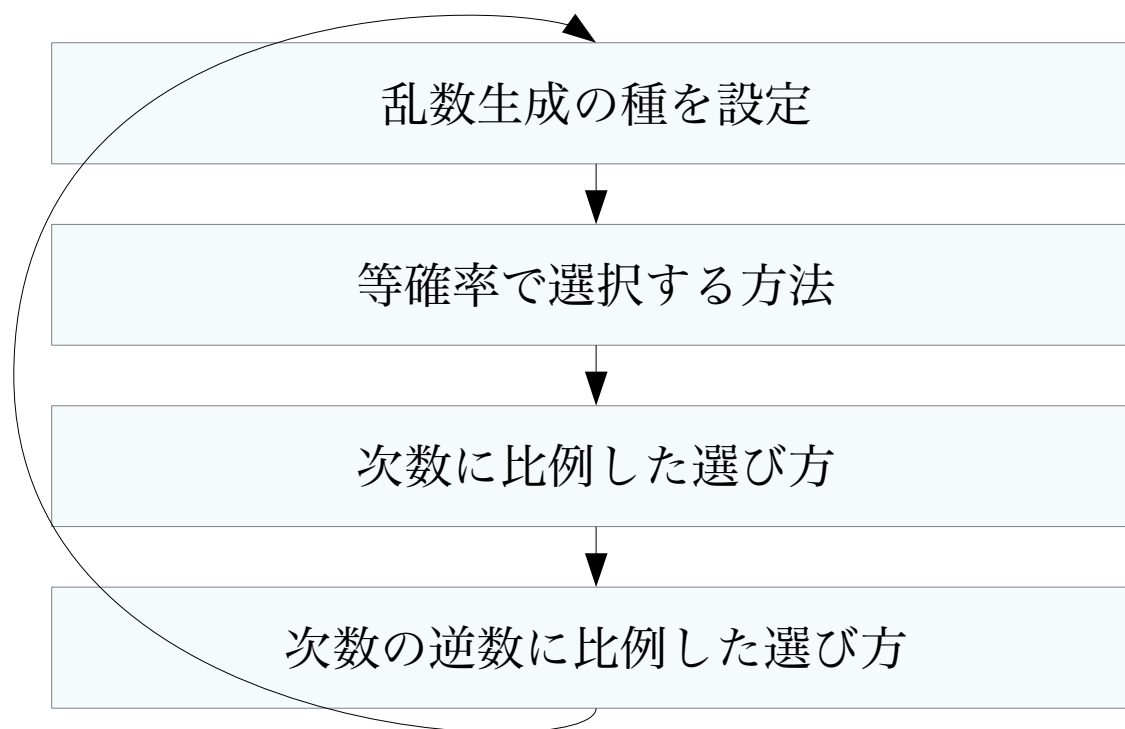 乱数生成の種を設定
等確率で選択する方法
次数に比例した選び方
次数の逆数に比例した選び方